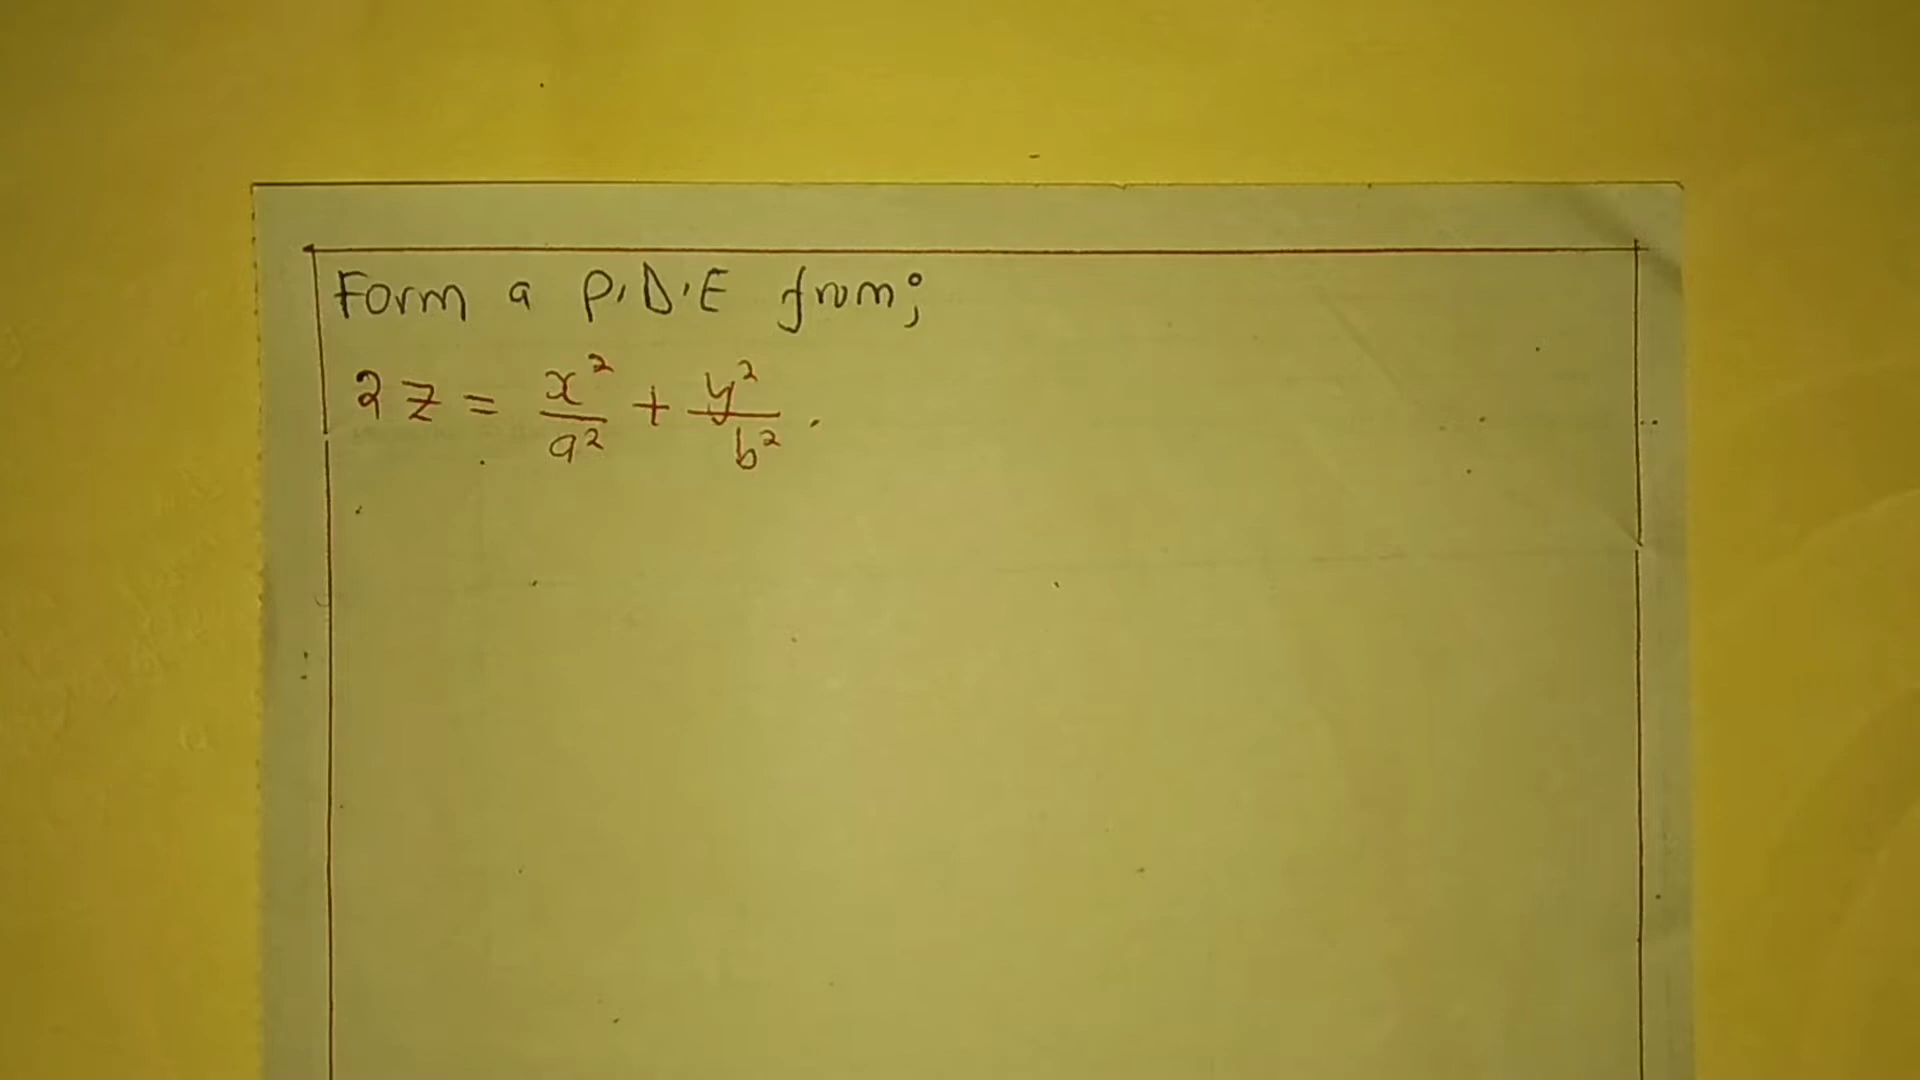 Form a P.D.E from;
2z = x²/a² + y²/b².